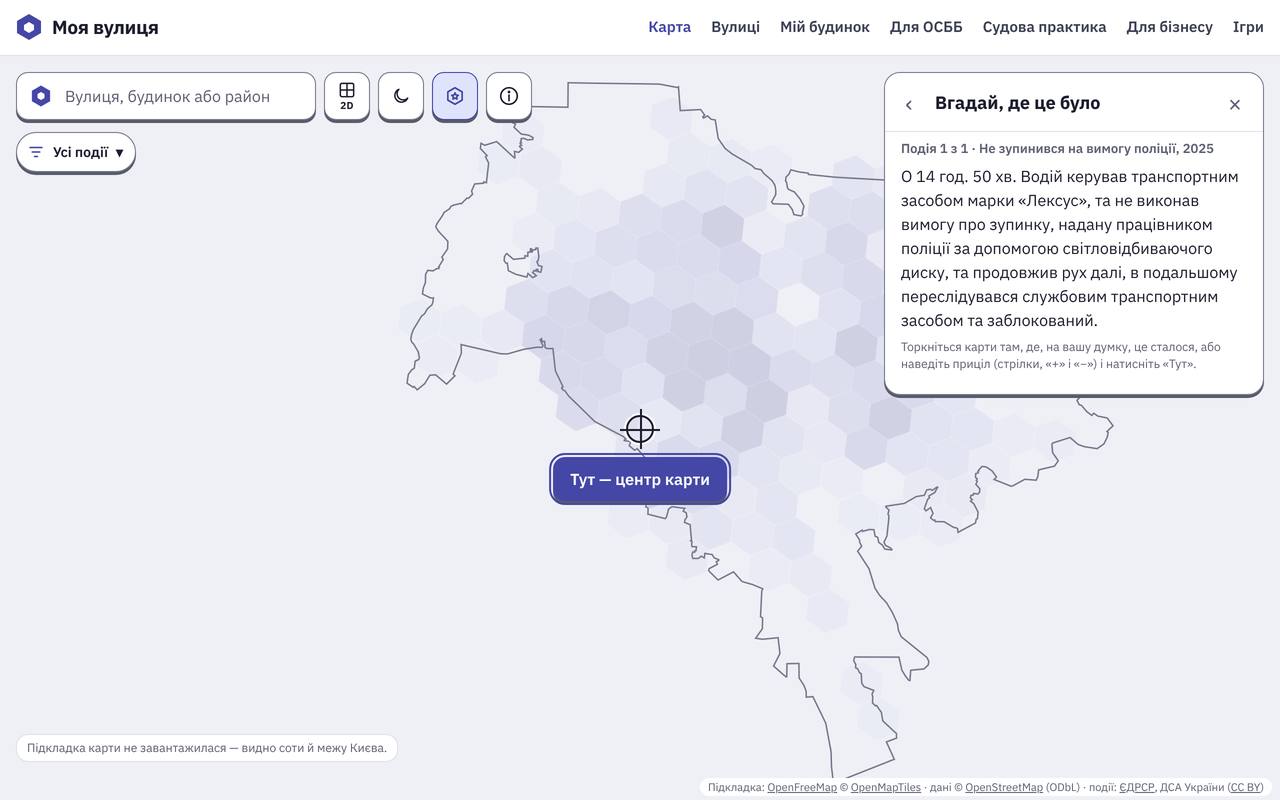 Моя вулиця
Карта Вулиці Мій будинок Для ОСББ Судова практика Для бізнесу Ігри
Вулиця, будинок або район
2D
Усі події ▾
Вгадай, де це було
Подія 1 з 1 · Не зупинився на вимогу поліції, 2025
О 14 год. 50 хв. Водій керував транспортним
засобом марки «Лексус», та не виконав
вимогу про зупинку, надану працівником
поліції за допомогою світловідбиваючого
диску, та продовжив рух далі, в подальшому
переслідувався службовим транспортним
засобом та заблокований.
Торкніться карти там, де, на вашу думку, це сталося, або
наведіть приціл (стрілки, «+» і «−») і натисніть «Тут».
Тут — центр карти
Підкладка карти не завантажилася — видно соти й межу Києва.
Підкладка: OpenFreeMap © OpenMapTiles · дані © OpenStreetMap (ODbL) · події: ЄДРСР, ДСА України (CC BY)